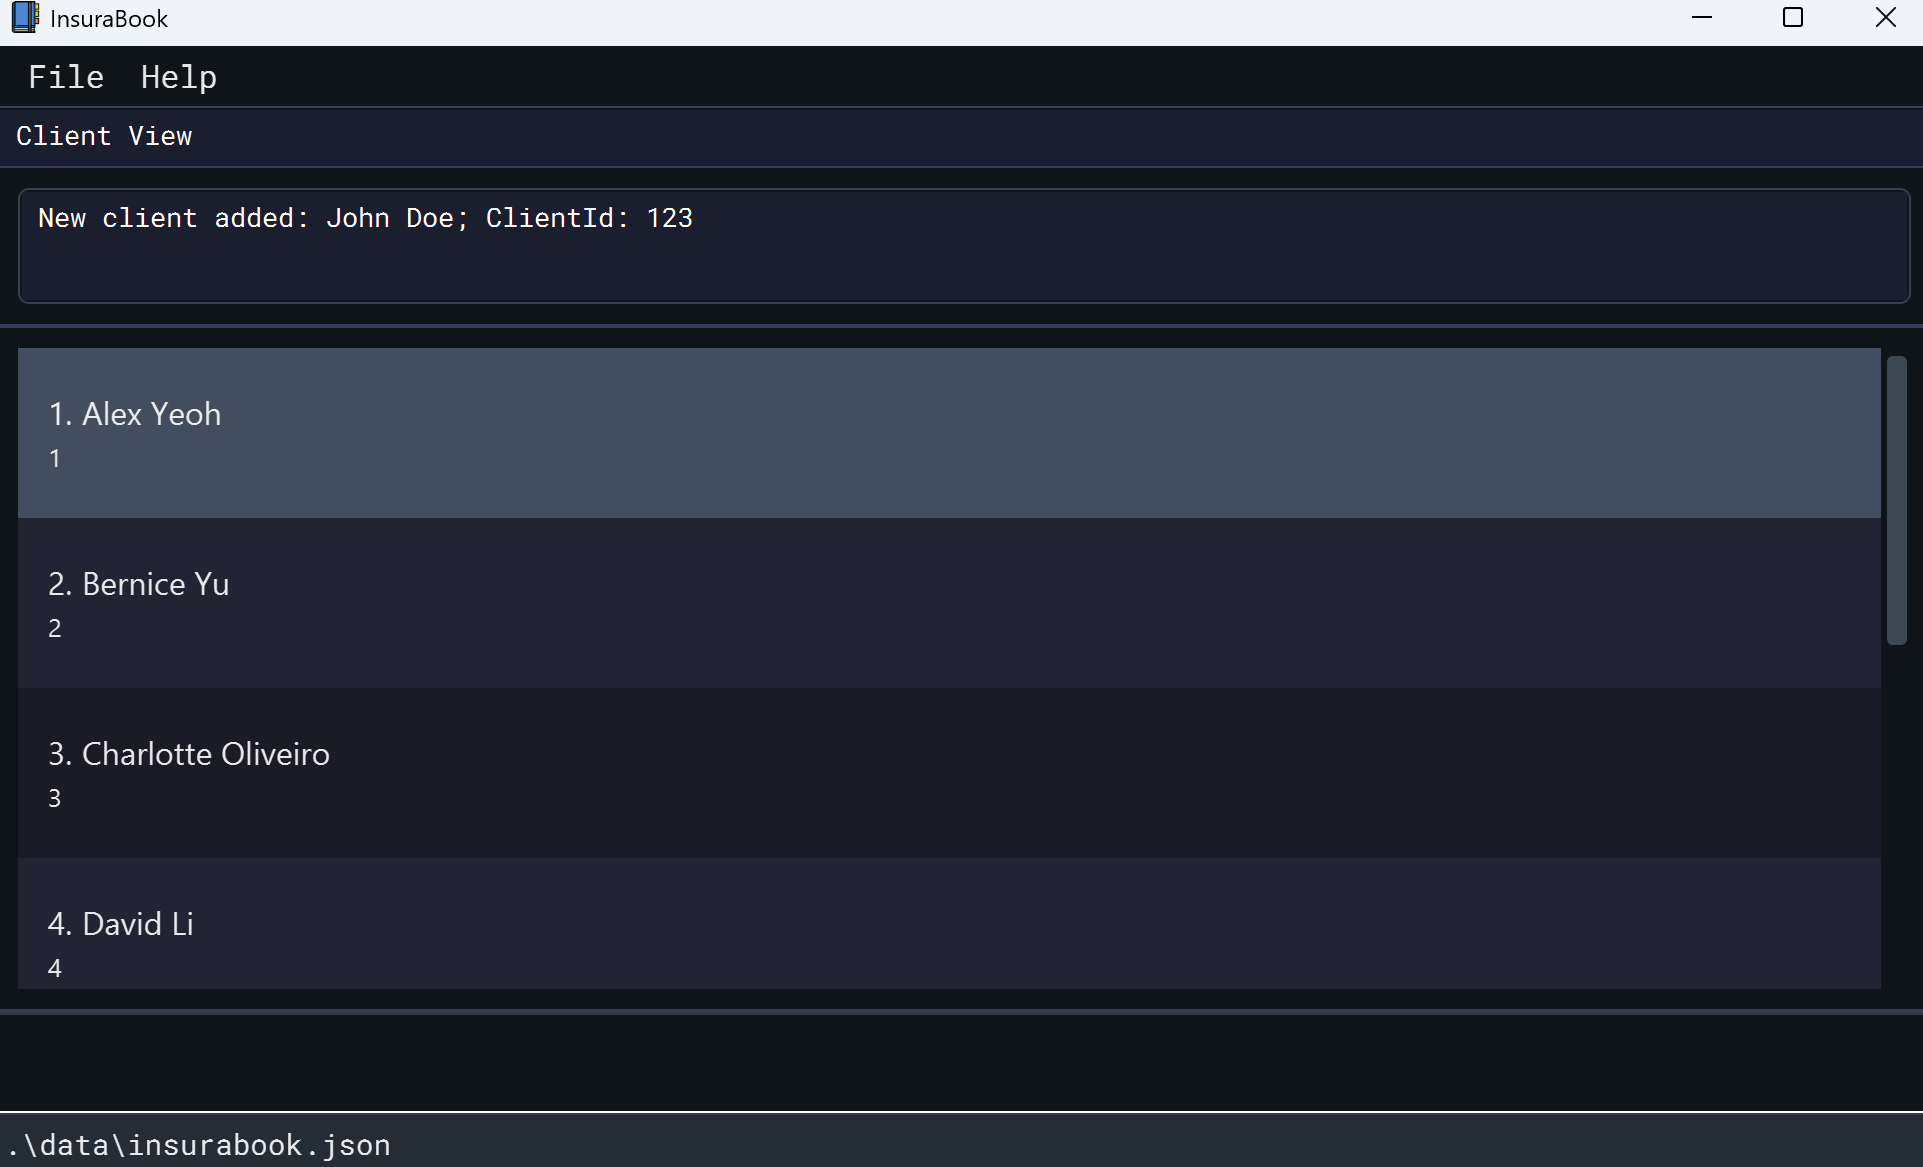 InsuraBook
File Help
Client View
New client added: John Doe; ClientId: 123
1. Alex Yeoh
1
2. Bernice Yu
2
3. Charlotte Oliveiro
3
4. David Li
4
.\data\insurabook.json